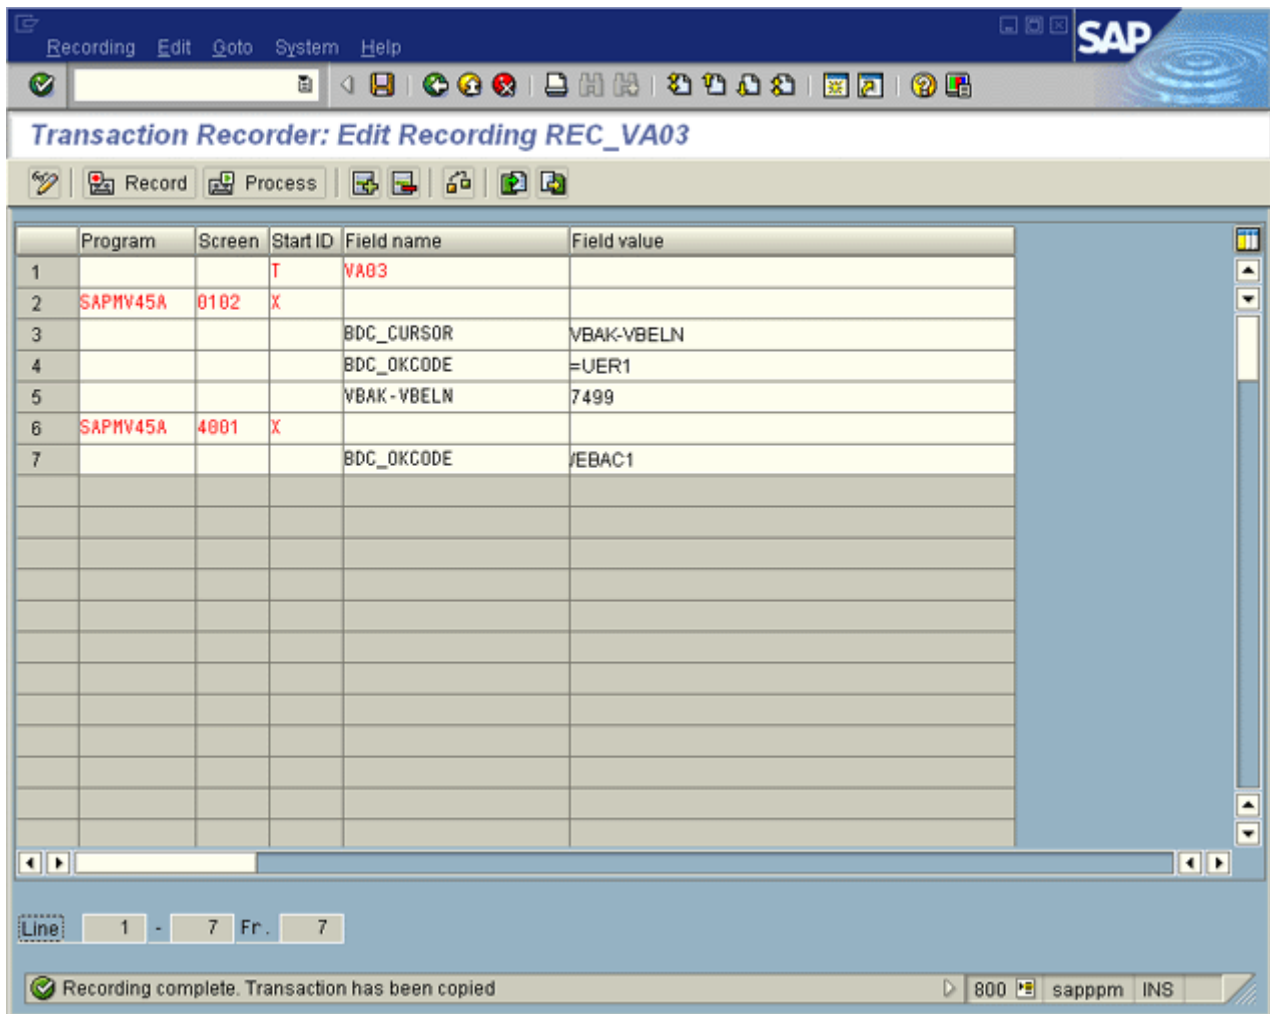 Recording Edit Goto System Help
SAP
Transaction Recorder: Edit Recording REC_VA03
Record Process
Program Screen Start ID Field name Field value
1 T VA03
2 SAPMV45A 0102 X
3 BDC_CURSOR VBAK-VBELN
4 BDC_OKCODE =UER1
5 VBAK-VBELN 7499
6 SAPMV45A 4001 X
7 BDC_OKCODE /EBAC1
Line 1 - 7 Fr. 7
Recording complete. Transaction has been copied 800 sapppm INS